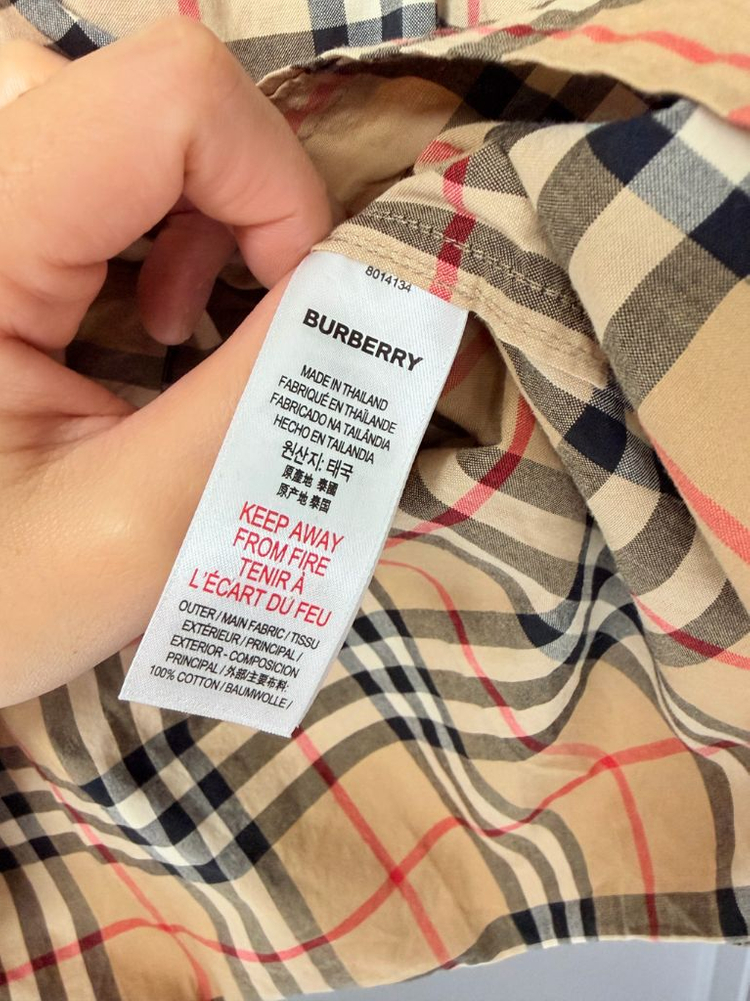 8014134
BURBERRY
MADE IN THAILAND
FABRIQUÉ EN THAÏLANDE
FABRICADO NA TAILÂNDIA
HECHO EN TAILANDIA
원산지: 태국
原產地 泰國
原产地 泰国
KEEP AWAY
FROM FIRE
TENIR À
L'ÉCART DU FEU
OUTER / MAIN FABRIC / TISSU
EXTÉRIEUR / PRINCIPAL /
EXTERIOR - COMPOSICION
PRINCIPAL / 外部/主要布料:
100% COTTON / BAUMWOLLE /